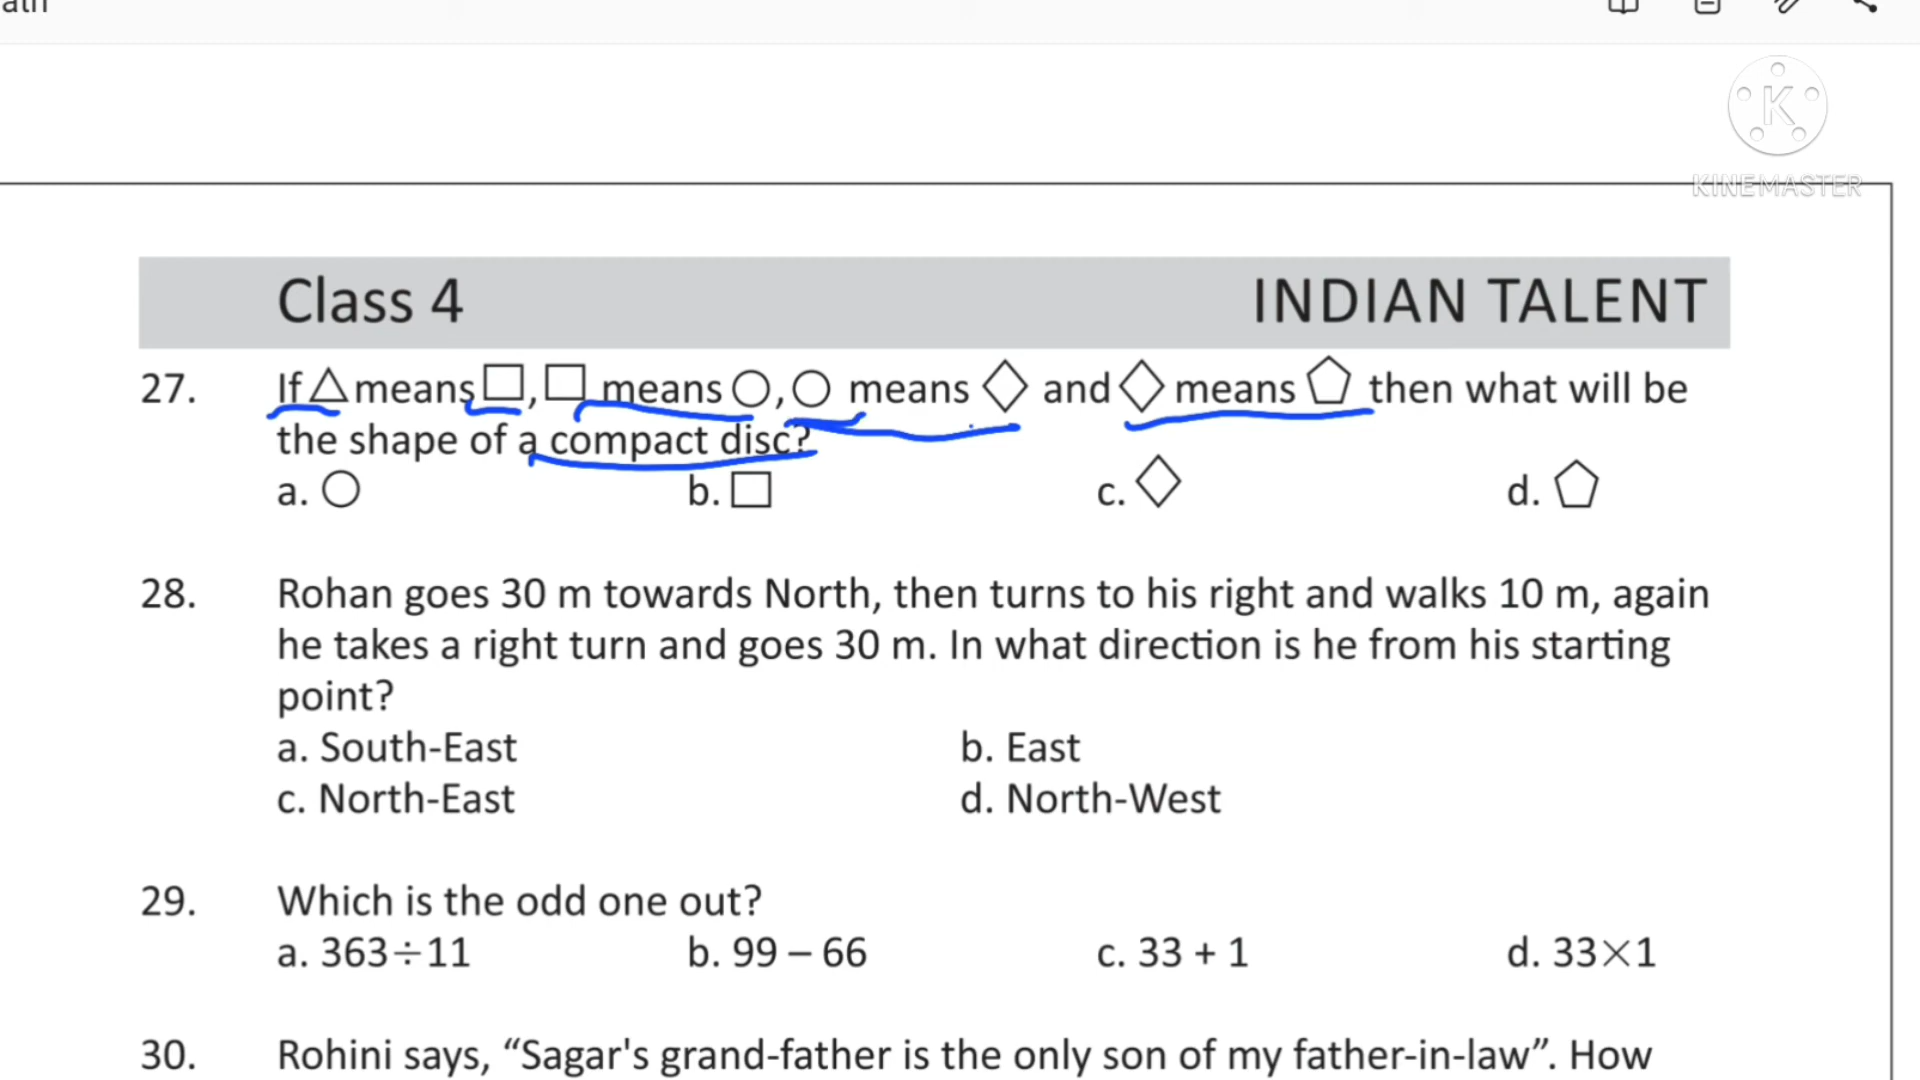 ath
K
KINEMASTER
Class 4 INDIAN TALENT
27. If △ means □, □ means ○, ○ means ◇ and ◇ means ⬠ then what will be
the shape of a compact disc?
a. ○ b. □ c. ◇ d. ⬠
28. Rohan goes 30 m towards North, then turns to his right and walks 10 m, again
he takes a right turn and goes 30 m. In what direction is he from his starting
point?
a. South-East b. East
c. North-East d. North-West
29. Which is the odd one out?
a. 363÷11 b. 99 – 66 c. 33 + 1 d. 33×1
30. Rohini says, “Sagar's grand-father is the only son of my father-in-law”. How